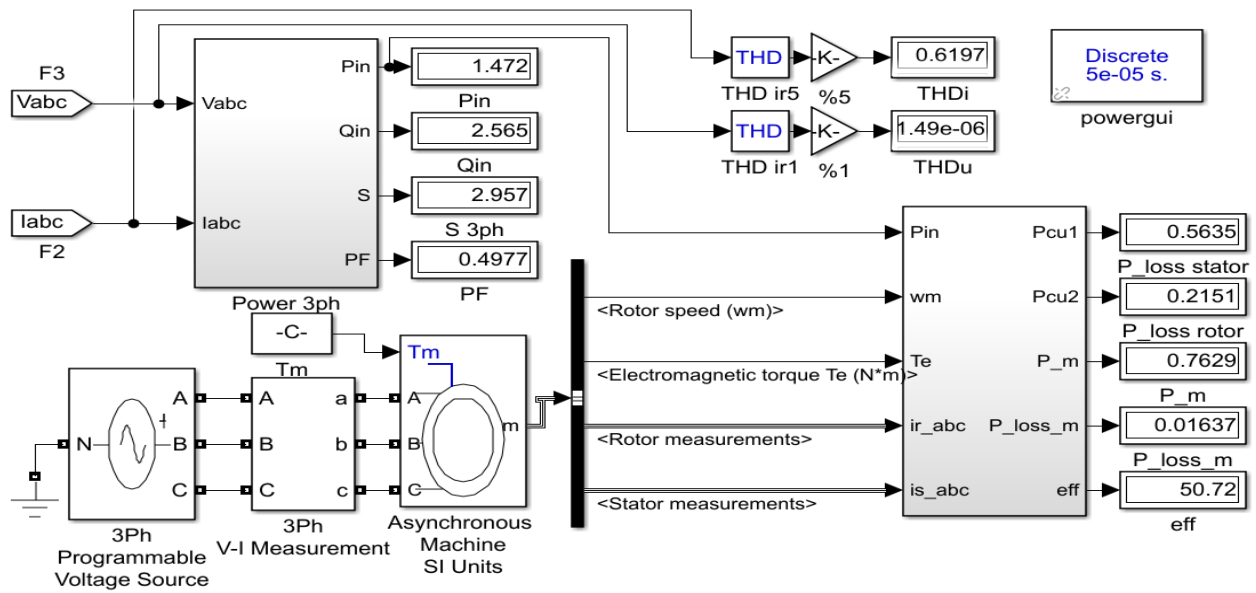 F3
Vabc
Iabc
F2
Vabc
Iabc
Pin
Qin
S
PF
Power 3ph
1.472
Pin
2.565
Qin
2.957
S 3ph
0.4977
PF
THD
THD ir5
-K-
%5
0.6197
THDi
THD
THD ir1
-K-
%1
1.49e-06
THDu
Discrete
5e-05 s.
powergui
-C-
Tm
N
A
B
C
3Ph
Programmable
Voltage Source
A
B
C
a
b
c
3Ph
V-I Measurement
Tm
A
B
C
m
Asynchronous
Machine
SI Units
<Rotor speed (wm)>
<Electromagnetic torque Te (N*m)>
<Rotor measurements>
<Stator measurements>
Pin
wm
Te
ir_abc
is_abc
Pcu1
Pcu2
P_m
P_loss_m
eff
0.5635
P_loss stator
0.2151
P_loss rotor
0.7629
P_m
0.01637
P_loss_m
50.72
eff